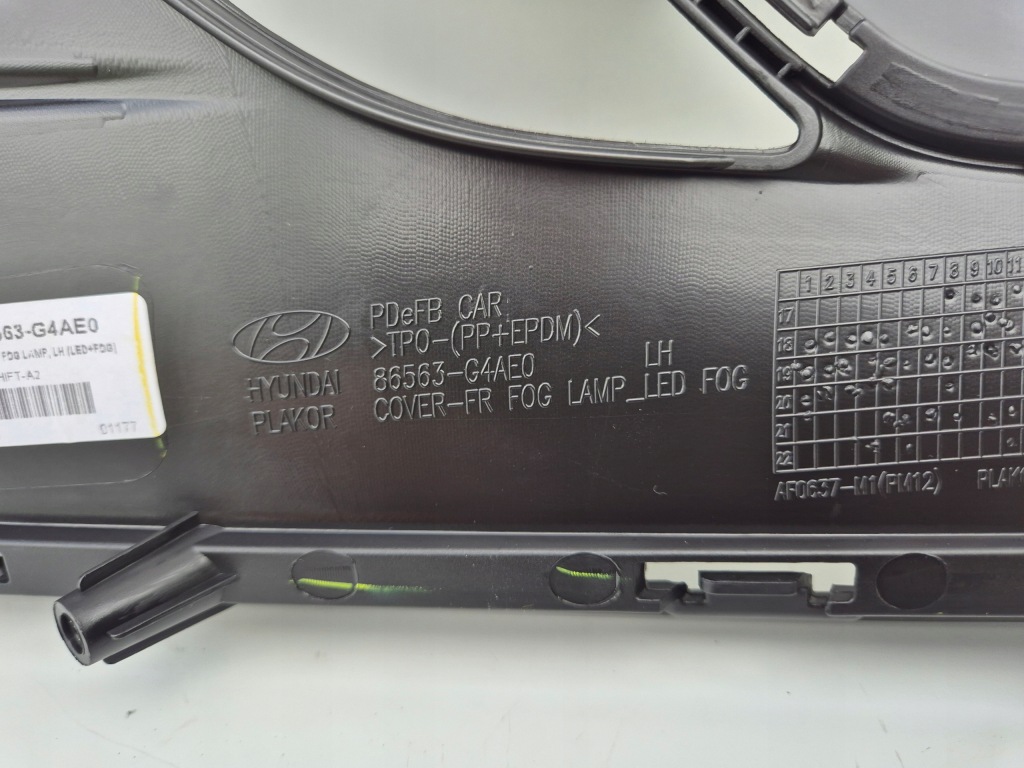 563-G4AE0
FOG LAMP, LH (LED+FOG)
HIFT-A2
01177
HYUNDAI
PLAKOR
PDeFB CAR
>TPO-(PP+EPDM)<
86563-G4AE0 LH
COVER-FR FOG LAMP_LED FOG
1 2 3 4 5 6 7 8 9 10 11
17
18
19
20
21
22
AF0637-M1(PM12) PLAK